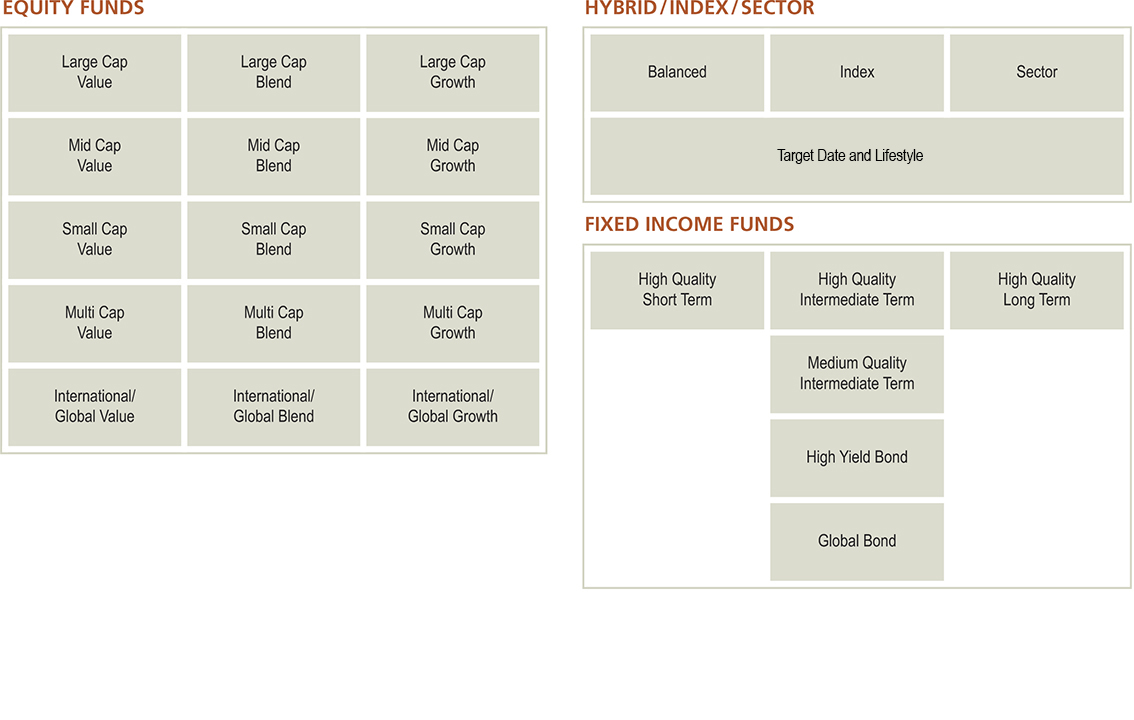 EQUITY FUNDS
Large Cap
Value
Large Cap
Blend
Large Cap
Growth
Mid Cap
Value
Mid Cap
Blend
Mid Cap
Growth
Small Cap
Value
Small Cap
Blend
Small Cap
Growth
Multi Cap
Value
Multi Cap
Blend
Multi Cap
Growth
International/
Global Value
International/
Global Blend
International/
Global Growth
HYBRID/INDEX/SECTOR
Balanced
Index
Sector
Target Date and Lifestyle
FIXED INCOME FUNDS
High Quality
Short Term
High Quality
Intermediate Term
High Quality
Long Term
Medium Quality
Intermediate Term
High Yield Bond
Global Bond